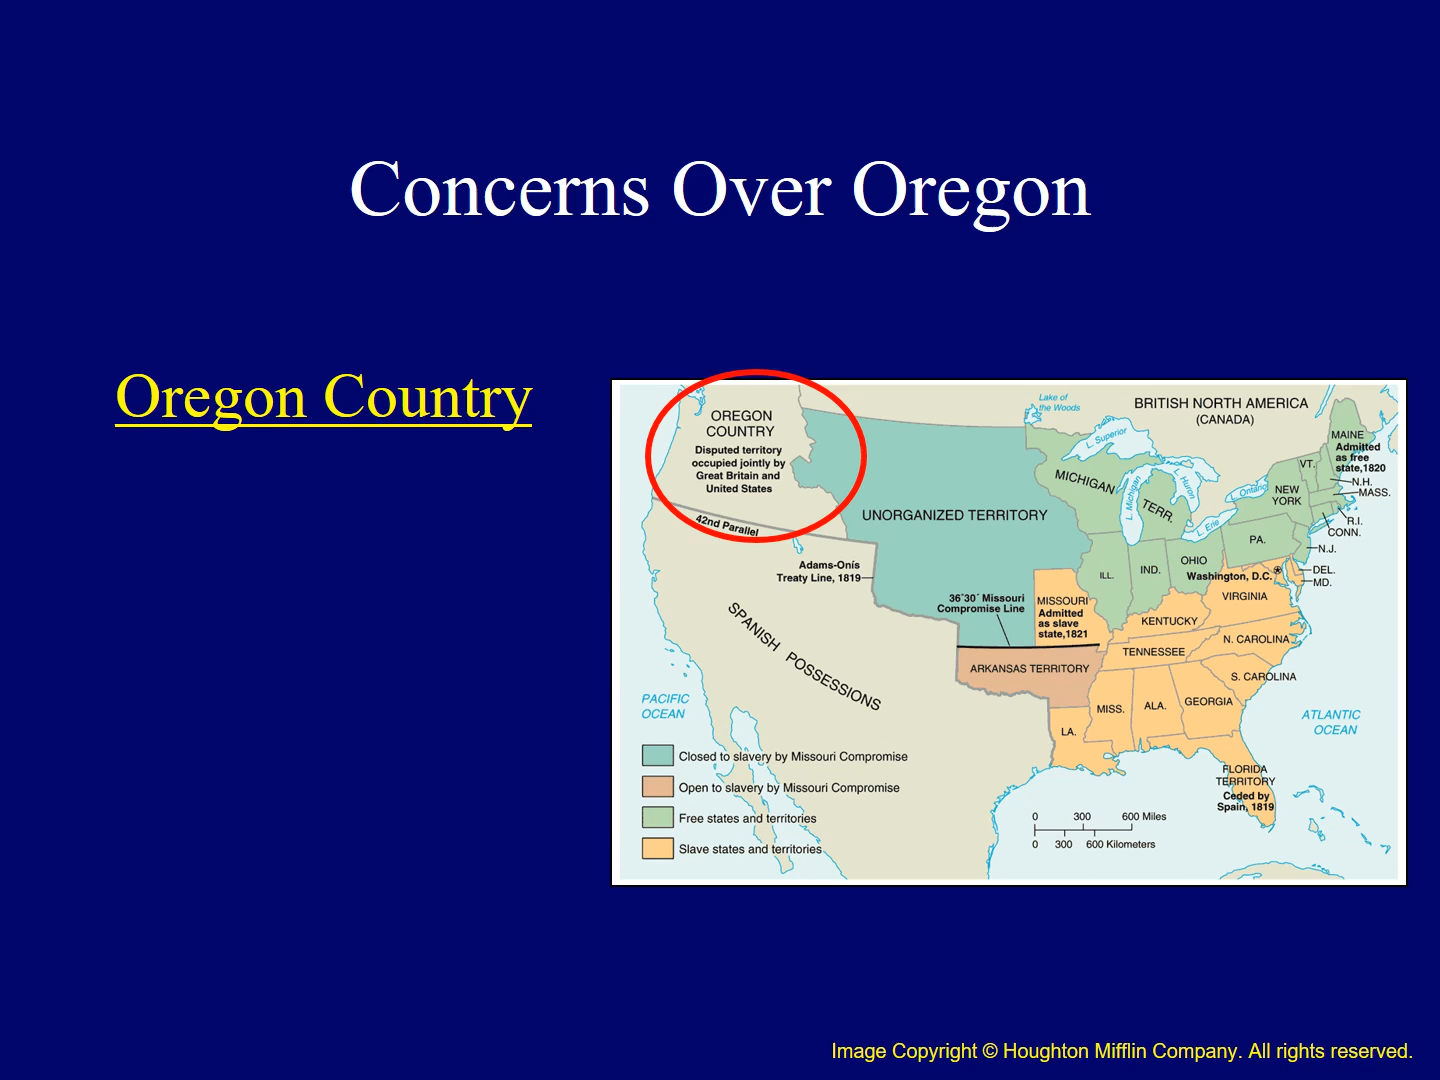 Concerns Over Oregon
Oregon Country
OREGON
COUNTRY
Disputed territory
occupied jointly by
Great Britain and
United States
42nd Parallel
Adams-Onís
Treaty Line, 1819
SPANISH POSSESSIONS
PACIFIC
OCEAN
UNORGANIZED TERRITORY
36°30´ Missouri
Compromise Line
Lake of
the Woods
BRITISH NORTH AMERICA
(CANADA)
L. Superior
L. Michigan
L. Huron
L. Ontario
L. Erie
MICHIGAN
TERR.
MAINE
Admitted
as free
state,1820
VT.
N.H.
MASS.
NEW
YORK
R.I.
CONN.
PA.
N.J.
OHIO
IND.
ILL.
DEL.
MD.
Washington, D.C.
VIRGINIA
MISSOURI
Admitted
as slave
state,1821
KENTUCKY
N. CAROLINA
TENNESSEE
ARKANSAS TERRITORY
S. CAROLINA
MISS.
ALA.
GEORGIA
LA.
ATLANTIC
OCEAN
FLORIDA
TERRITORY
Ceded by
Spain, 1819
Closed to slavery by Missouri Compromise
Open to slavery by Missouri Compromise
Free states and territories
Slave states and territories
0 300 600 Miles
0 300 600 Kilometers
Image Copyright © Houghton Mifflin Company. All rights reserved.